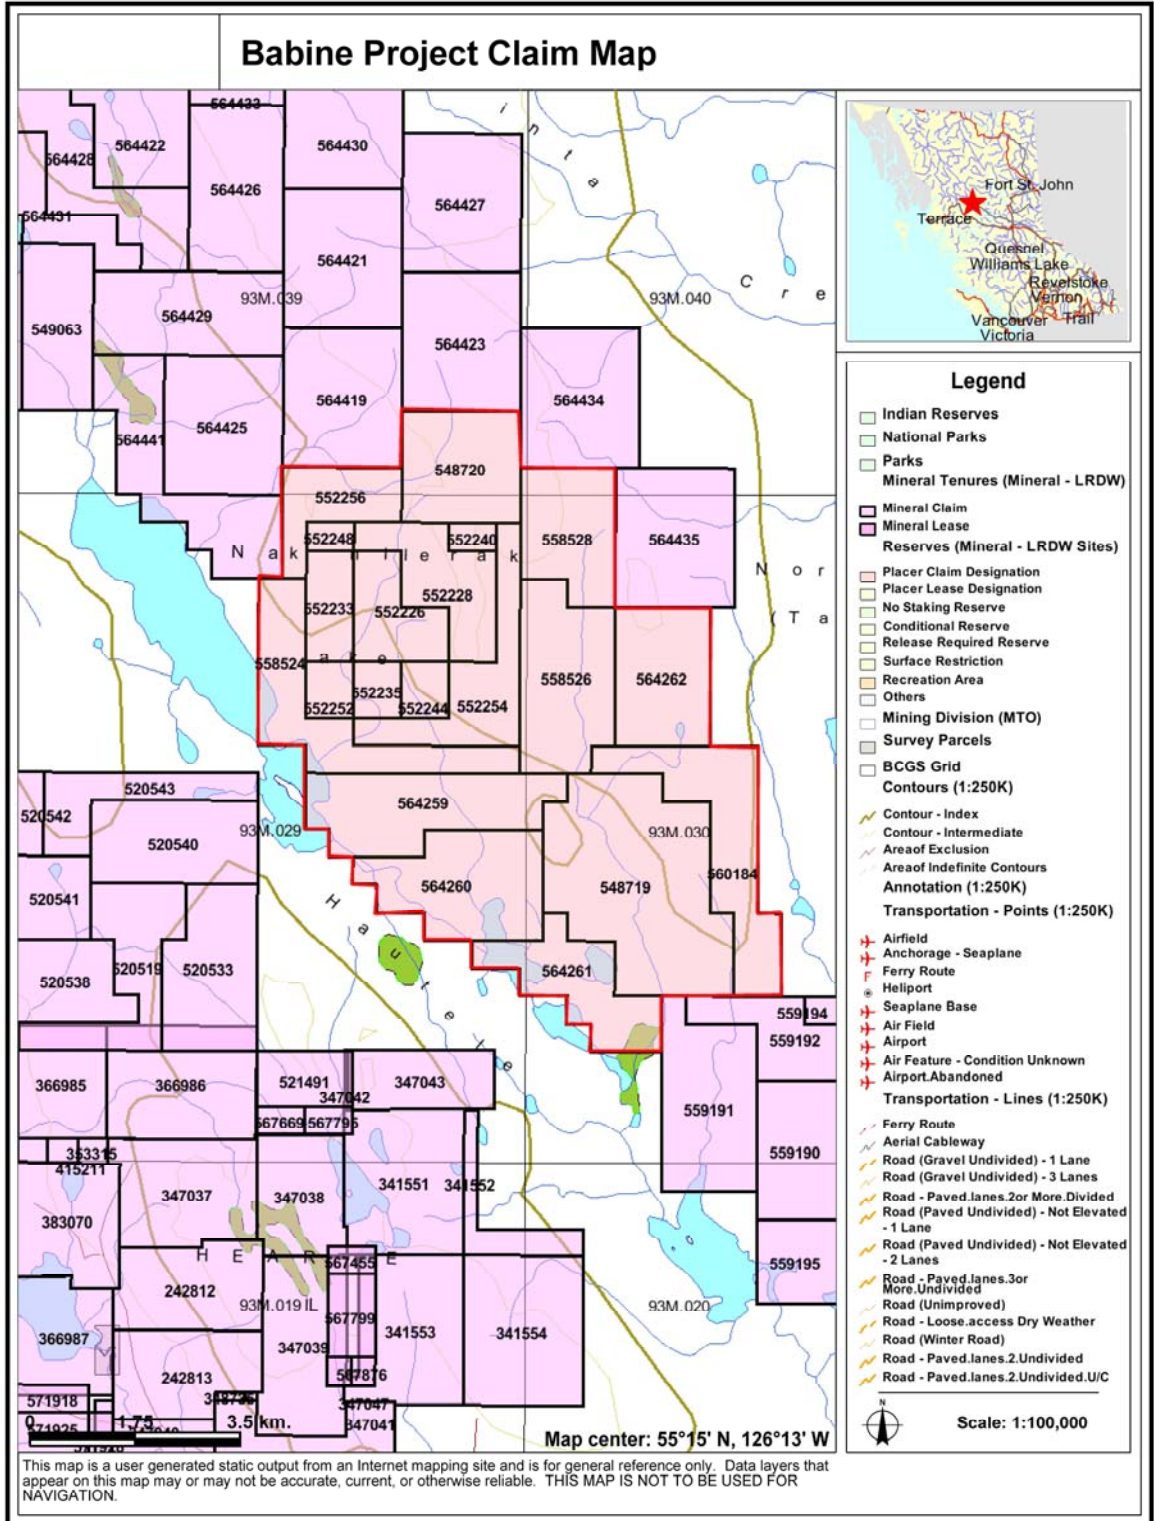 Babine Project Claim Map
564433
564422
564430
564428
564426
564427
564431
564421
93M.039
93M.040
C r e
i n t a
564429
549063
564423
564419
564434
564425
564441
548720
552256
552248
552240
558528
564435
N a k
i l l e r a k
N o r
( T a
552228
552233
552226
558524
a k e
558526
564262
552235
552252
552244
552254
520543
520542
564259
93M.029
93M.030
520540
560184
564260
548719
520541
H a u t e t e
520519
520533
564261
520538
559194
559192
366985
366986
521491
347043
347042
559191
567669
567795
353315
415211
559190
341551
341552
347037
347038
383070
H E A R E
567455
559195
242812
93M.019 IL
93M.020
567799
366987
341553
341554
347039
242813
567876
571918
347047
347041
571925
0 1.75 3.5 km.
Map center: 55°15' N, 126°13' W
This map is a user generated static output from an Internet mapping site and is for general reference only. Data layers that
appear on this map may or may not be accurate, current, or otherwise reliable. THIS MAP IS NOT TO BE USED FOR
NAVIGATION.
Fort St. John
Terrace
Quesnel
Williams Lake
Revelstoke
Vernon
Vancouver
Trail
Victoria
Legend
Indian Reserves
National Parks
Parks
Mineral Tenures (Mineral - LRDW)
Mineral Claim
Mineral Lease
Reserves (Mineral - LRDW Sites)
Placer Claim Designation
Placer Lease Designation
No Staking Reserve
Conditional Reserve
Release Required Reserve
Surface Restriction
Recreation Area
Others
Mining Division (MTO)
Survey Parcels
BCGS Grid
Contours (1:250K)
Contour - Index
Contour - Intermediate
Areaof Exclusion
Areaof Indefinite Contours
Annotation (1:250K)
Transportation - Points (1:250K)
Airfield
Anchorage - Seaplane
F Ferry Route
Heliport
Seaplane Base
Air Field
Airport
Air Feature - Condition Unknown
Airport.Abandoned
Transportation - Lines (1:250K)
Ferry Route
Aerial Cableway
Road (Gravel Undivided) - 1 Lane
Road (Gravel Undivided) - 3 Lanes
Road - Paved.lanes.2or More.Divided
Road (Paved Undivided) - Not Elevated
- 1 Lane
Road (Paved Undivided) - Not Elevated
- 2 Lanes
Road - Paved.lanes.3or
More.Undivided
Road (Unimproved)
Road - Loose.access Dry Weather
Road (Winter Road)
Road - Paved.lanes.2.Undivided
Road - Paved.lanes.2.Undivided.U/C
N
Scale: 1:100,000